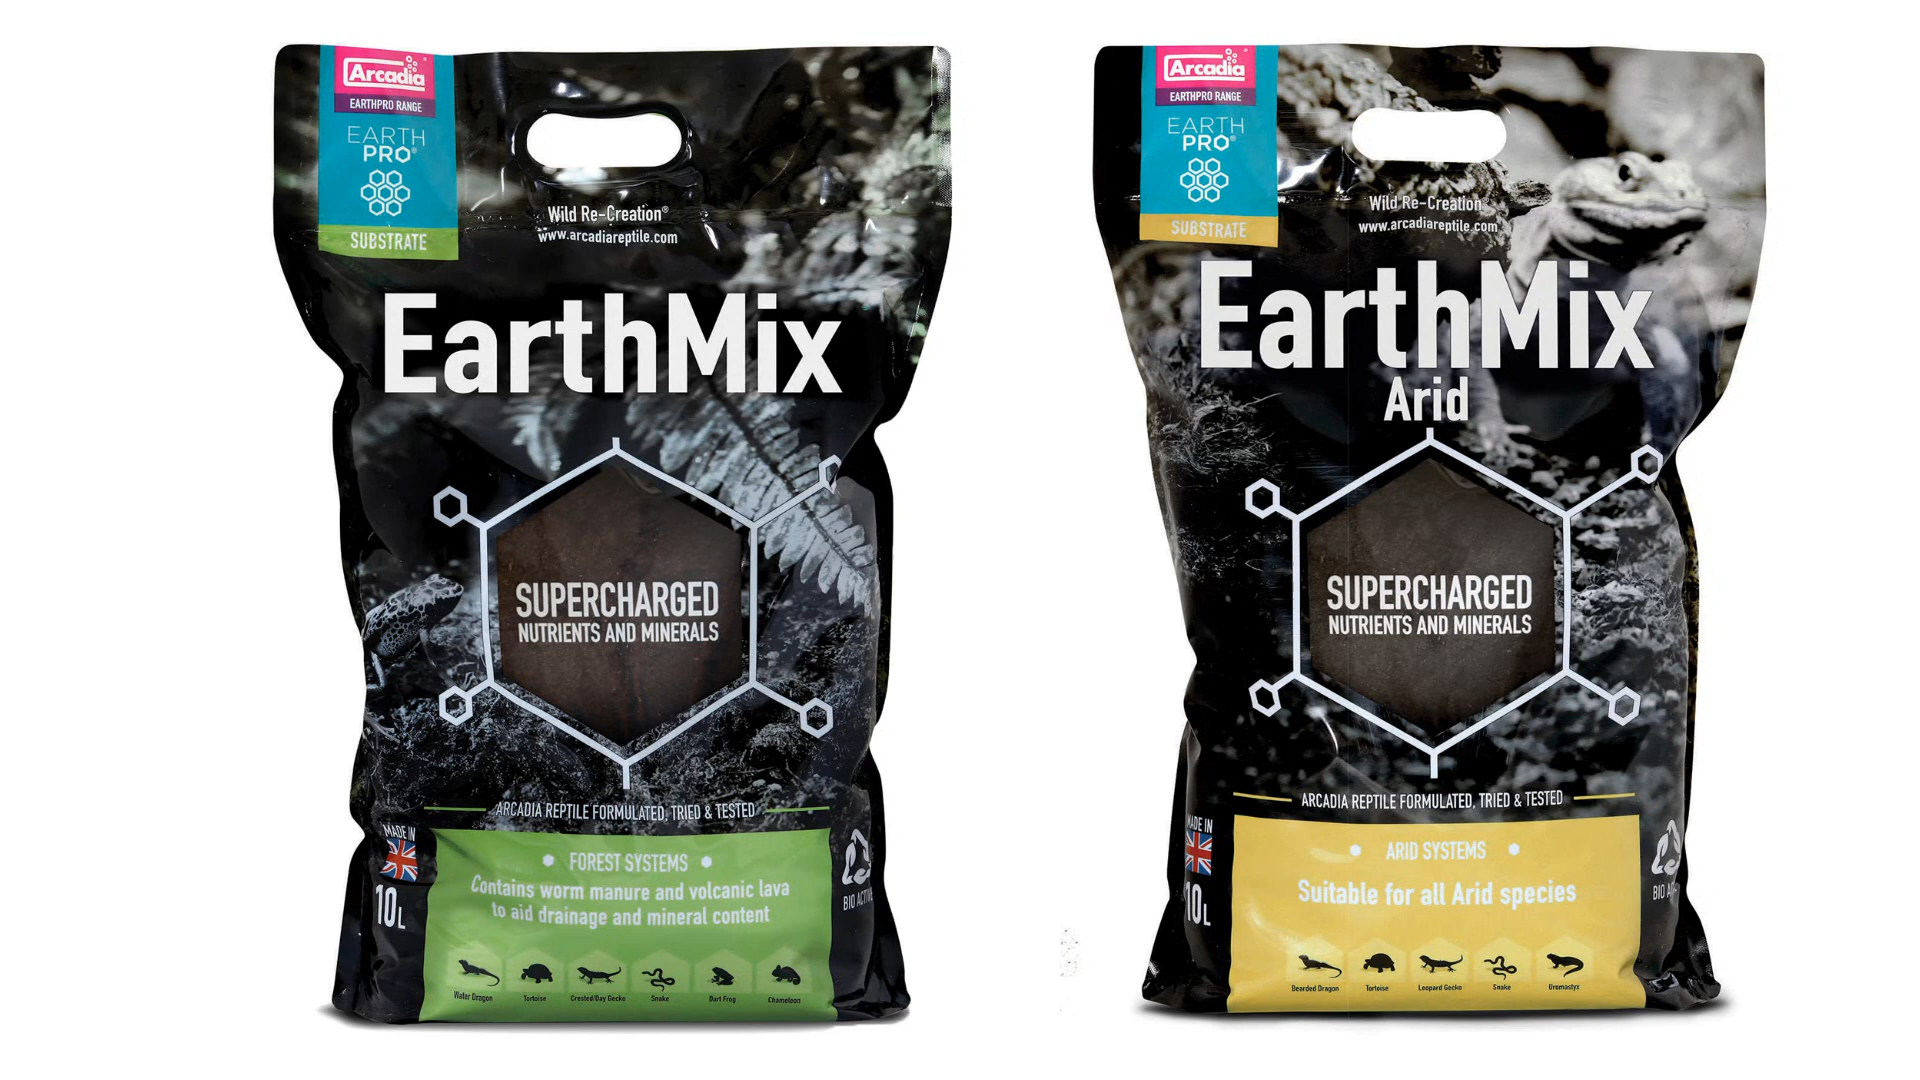 Arcadia
EARTHPRO RANGE
EARTH
PRO®
SUBSTRATE
Wild Re-Creation®
www.arcadiareptile.com
EarthMix
SUPERCHARGED
NUTRIENTS AND MINERALS
ARCADIA REPTILE FORMULATED, TRIED & TESTED
MADE IN
10L
FOREST SYSTEMS
Contains worm manure and volcanic lava
to aid drainage and mineral content
BIO ACTIVE
Water Dragon
Tortoise
Crested/Day Gecko
Snake
Dart Frog
Chameleon
Arcadia
EARTHPRO RANGE
EARTH
PRO®
SUBSTRATE
Wild Re-Creation®
www.arcadiareptile.com
EarthMix
Arid
SUPERCHARGED
NUTRIENTS AND MINERALS
ARCADIA REPTILE FORMULATED, TRIED & TESTED
MADE IN
10L
ARID SYSTEMS
Suitable for all Arid species
BIO
Bearded Dragon
Tortoise
Leopard Gecko
Snake
Uromastyx